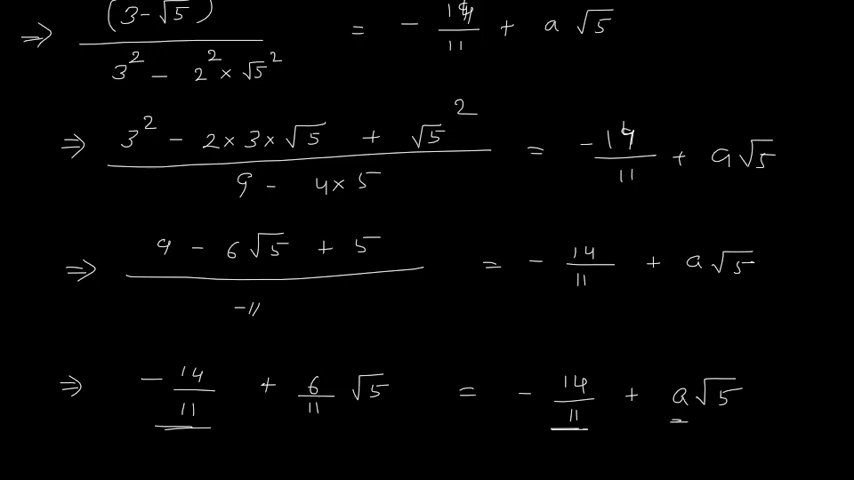 ⇒ (3-√5) / 3² - 2² × √5² = - 14/11 + a √5
⇒ 3² - 2×3×√5 + √5² / 9 - 4×5 = -14/11 + a√5
⇒ 9 - 6√5 + 5 / -11 = - 14/11 + a√5
⇒ - 14/11 + 6/11 √5 = - 14/11 + a√5